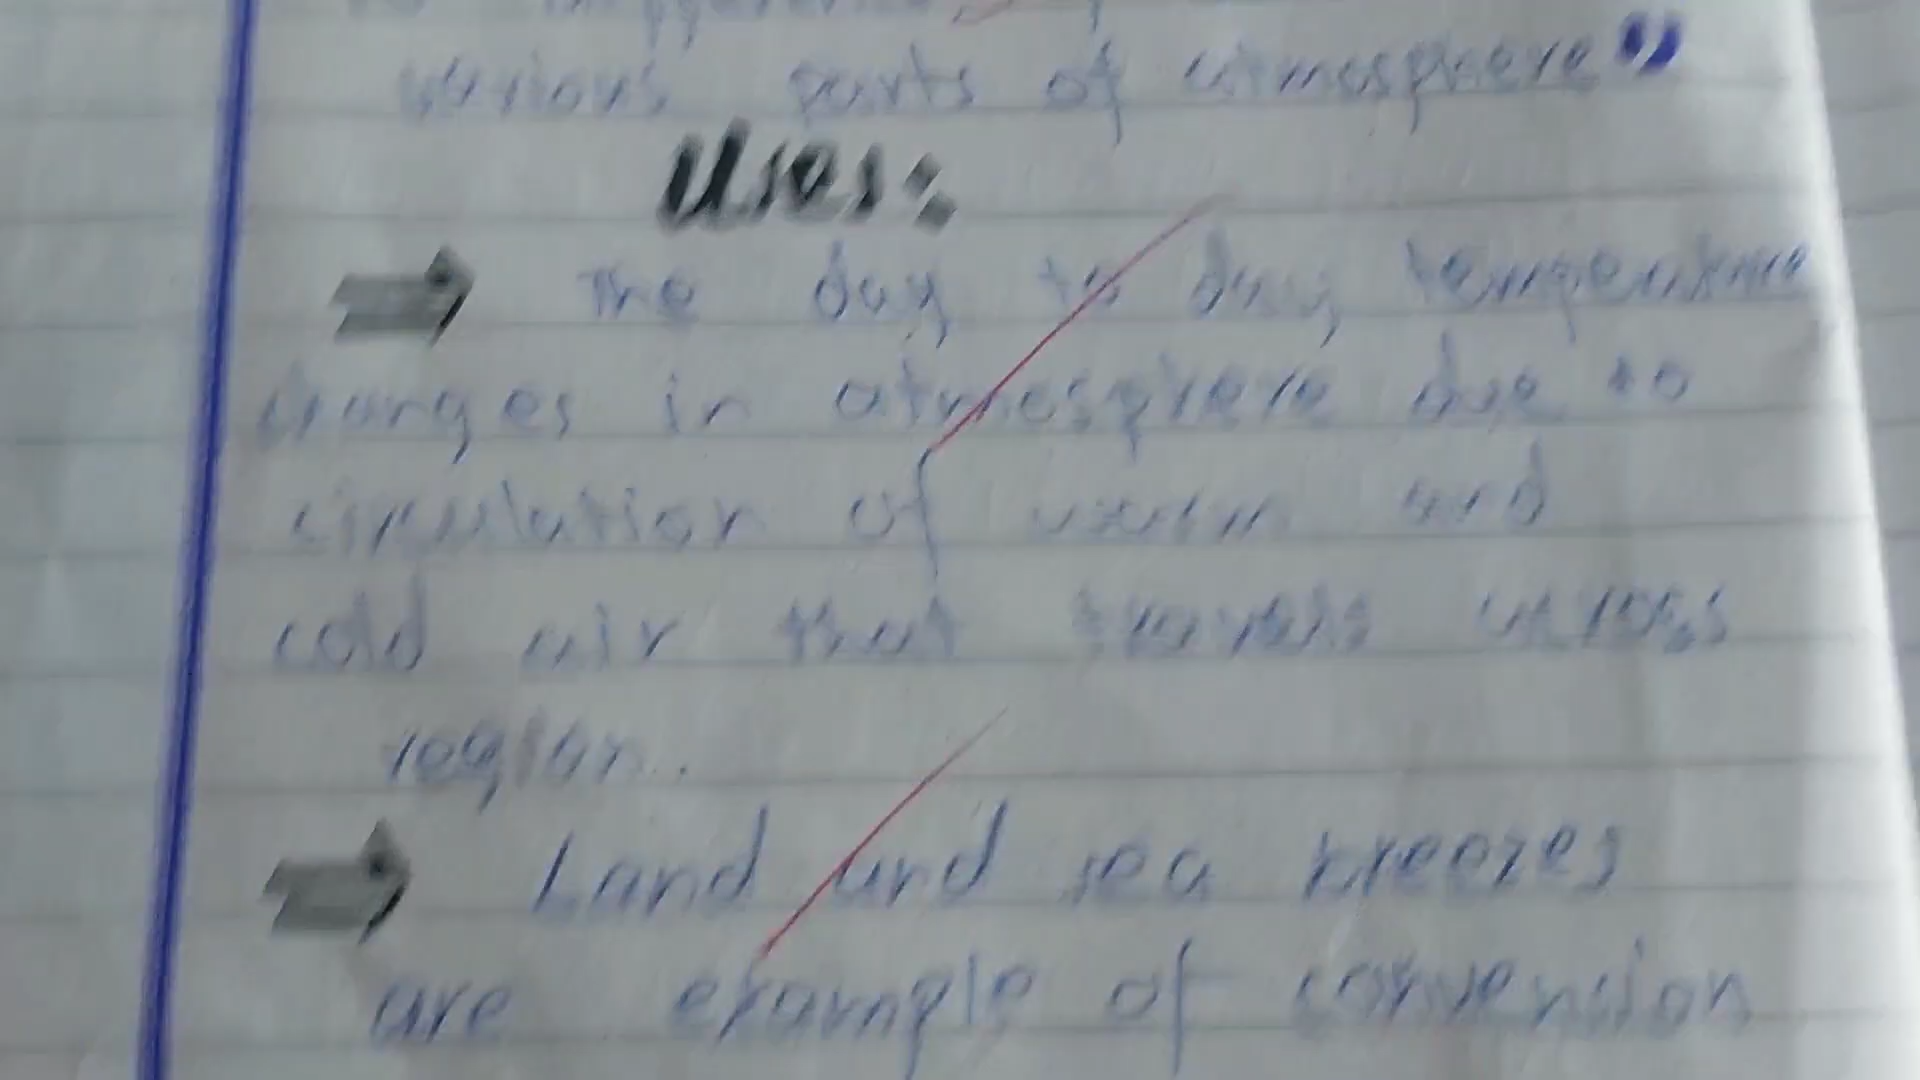 various parts of atmosphere"
Uses:
The day to day temperature
changes in atmosphere due to
circulation of warm and
cold air that travels across
region.
Land and sea breezes
are example of convension